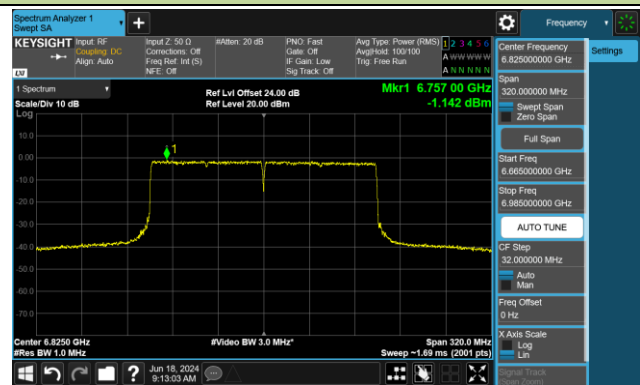 Spectrum Analyzer 1
Swept SA
Frequency
KEYSIGHT
Input: RF
Coupling: DC
Align: Auto
Input Z: 50 Ω
Corrections: Off
Freq Ref: Int (S)
NFE: Off
#Atten: 20 dB
PNO: Fast
Gate: Off
IF Gain: Low
Sig Track: Off
Avg Type: Power (RMS)
Avg|Hold: 100/100
Trig: Free Run
1 2 3 4 5 6
A W W W W W
A N N N N N
LXI
1 Spectrum
Scale/Div 10 dB
Log
Ref Lvl Offset 24.00 dB
Ref Level 20.00 dBm
Mkr1 6.757 00 GHz
-1.142 dBm
1
10.0
0.00
-10.0
-20.0
-30.0
-40.0
-50.0
-60.0
-70.0
Center 6.8250 GHz
#Res BW 1.0 MHz
#Video BW 3.0 MHz*
Span 320.0 MHz
Sweep ~1.69 ms (2001 pts)
Jun 18, 2024
9:13:03 AM
Center Frequency
6.825000000 GHz
Settings
Span
320.000000 MHz
Swept Span
Zero Span
Full Span
Start Freq
6.665000000 GHz
Stop Freq
6.985000000 GHz
AUTO TUNE
CF Step
32.000000 MHz
Auto
Man
Freq Offset
0 Hz
X Axis Scale
Log
Lin
Signal Track
(Span Zoom)